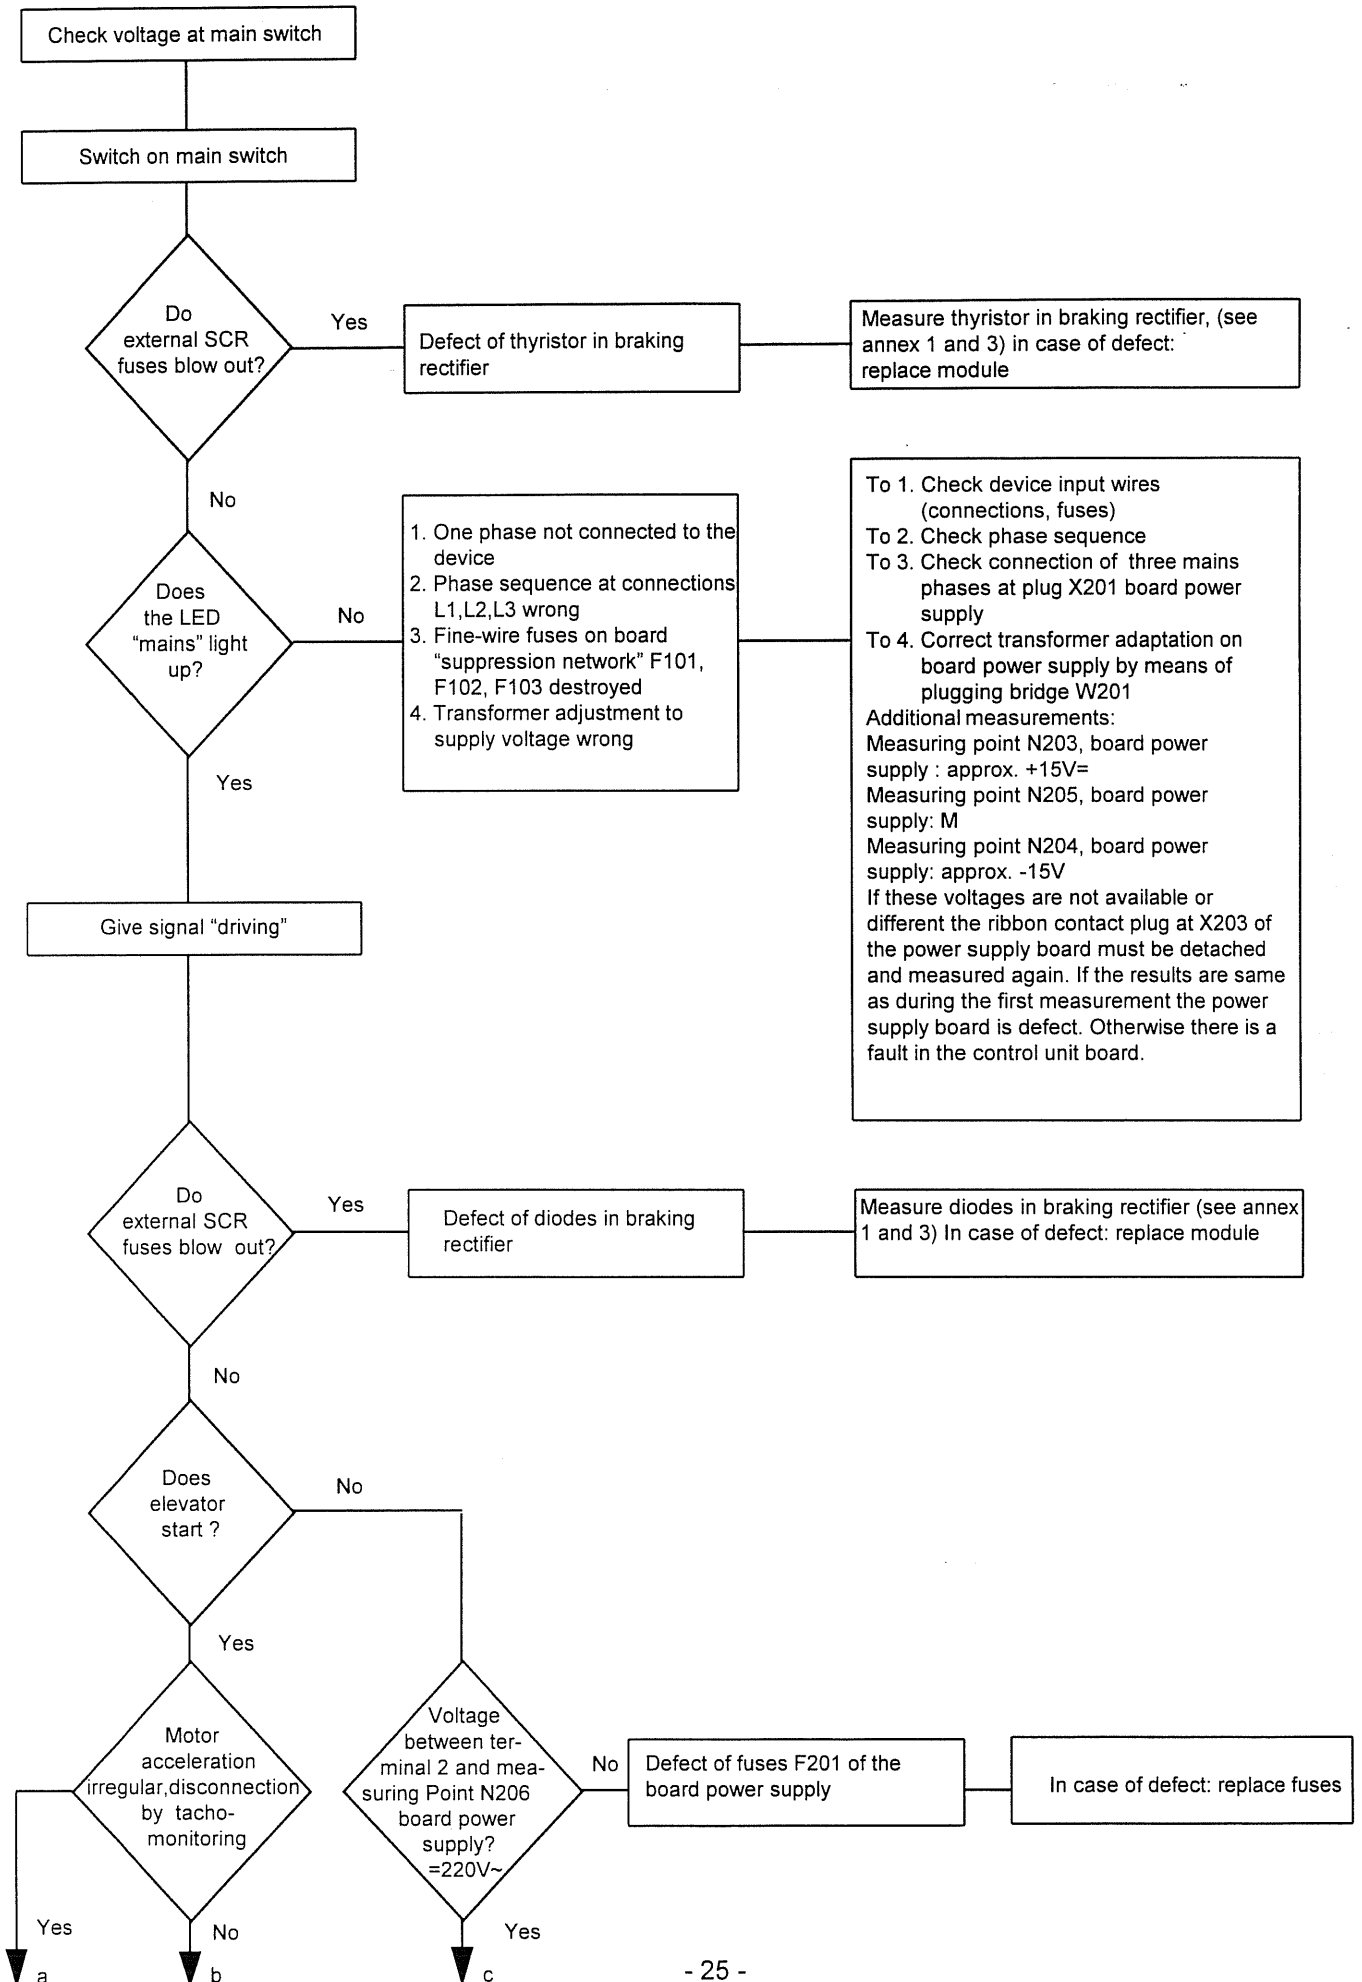 Check voltage at main switch
Switch on main switch
Do
external SCR
fuses blow out?
Yes
Defect of thyristor in braking
rectifier
Measure thyristor in braking rectifier, (see
annex 1 and 3) in case of defect:
replace module
No
Does
the LED
“mains” light
up?
No
1. One phase not connected to the
device
2. Phase sequence at connections
L1,L2,L3 wrong
3. Fine-wire fuses on board
“suppression network” F101,
F102, F103 destroyed
4. Transformer adjustment to
supply voltage wrong
To 1. Check device input wires
(connections, fuses)
To 2. Check phase sequence
To 3. Check connection of three mains
phases at plug X201 board power
supply
To 4. Correct transformer adaptation on
board power supply by means of
plugging bridge W201
Additional measurements:
Measuring point N203, board power
supply : approx. +15V=
Measuring point N205, board power
supply: M
Measuring point N204, board power
supply: approx. -15V
If these voltages are not available or
different the ribbon contact plug at X203 of
the power supply board must be detached
and measured again. If the results are same
as during the first measurement the power
supply board is defect. Otherwise there is a
fault in the control unit board.
Yes
Give signal “driving”
Do
external SCR
fuses blow out?
Yes
Defect of diodes in braking
rectifier
Measure diodes in braking rectifier (see annex
1 and 3) In case of defect: replace module
No
Does
elevator
start ?
No
Yes
Motor
acceleration
irregular,disconnection
by tacho-
monitoring
Voltage
between ter-
minal 2 and mea-
suring Point N206
board power
supply?
=220V~
No
Defect of fuses F201 of the
board power supply
In case of defect: replace fuses
Yes
a
No
b
Yes
c
- 25 -